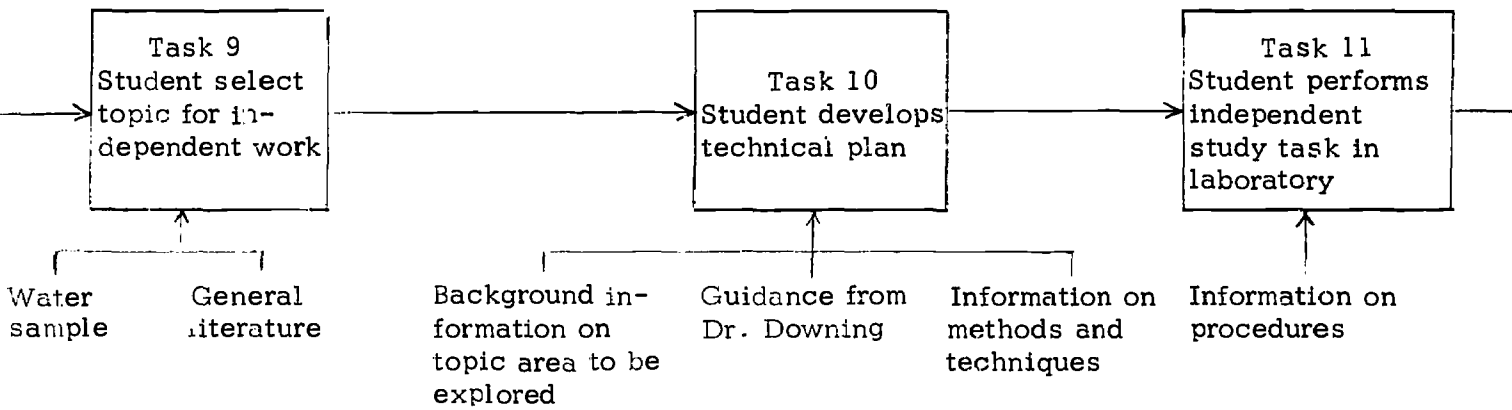 Task 9
Student select
topic for in-
dependent work
Task 10
Student develops
technical plan
Task 11
Student performs
independent
study task in
laboratory
Water
sample
General
literature
Background in-
formation on
topic area to be
explored
Guidance from
Dr. Downing
Information on
methods and
techniques
Information on
procedures